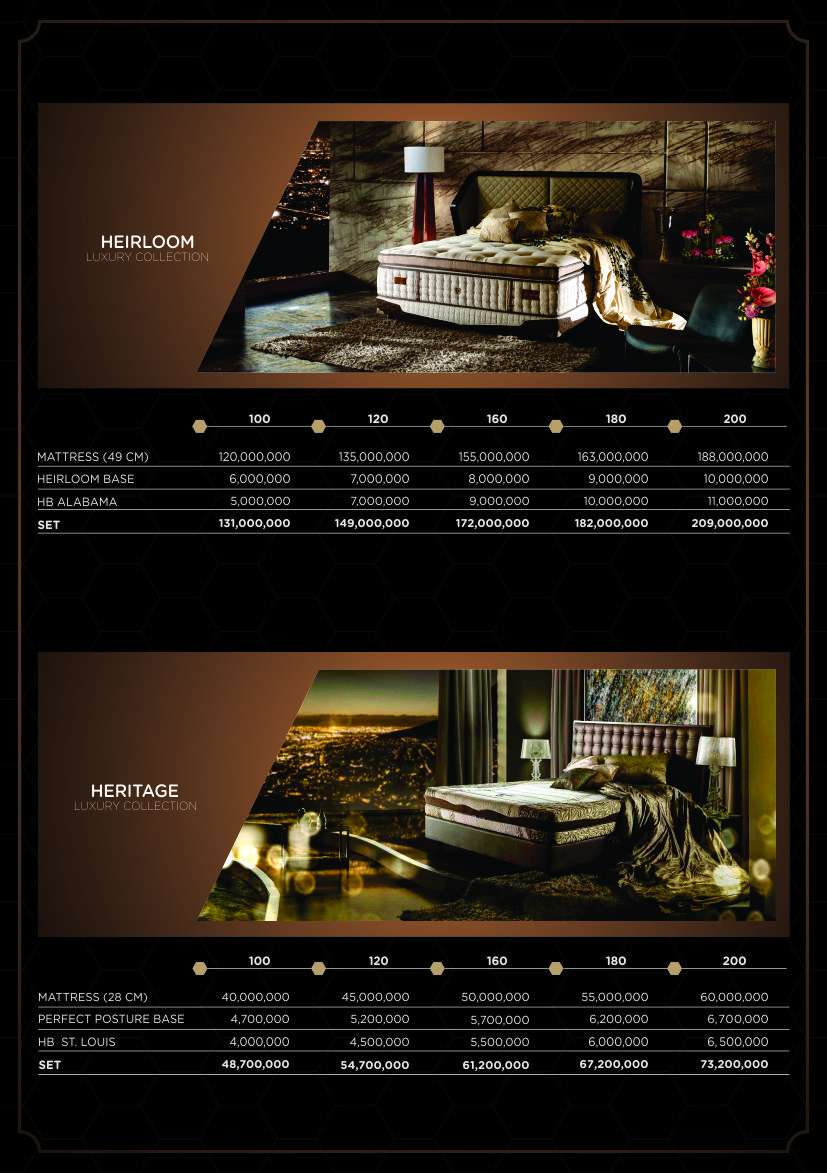 HEIRLOOM
LUXURY COLLECTION
100 120 160 180 200
MATTRESS (49 CM) 120,000,000 135,000,000 155,000,000 163,000,000 188,000,000
HEIRLOOM BASE 6,000,000 7,000,000 8,000,000 9,000,000 10,000,000
HB ALABAMA 5,000,000 7,000,000 9,000,000 10,000,000 11,000,000
SET 131,000,000 149,000,000 172,000,000 182,000,000 209,000,000
HERITAGE
LUXURY COLLECTION
100 120 160 180 200
MATTRESS (28 CM) 40,000,000 45,000,000 50,000,000 55,000,000 60,000,000
PERFECT POSTURE BASE 4,700,000 5,200,000 5,700,000 6,200,000 6,700,000
HB ST. LOUIS 4,000,000 4,500,000 5,500,000 6,000,000 6,500,000
SET 48,700,000 54,700,000 61,200,000 67,200,000 73,200,000